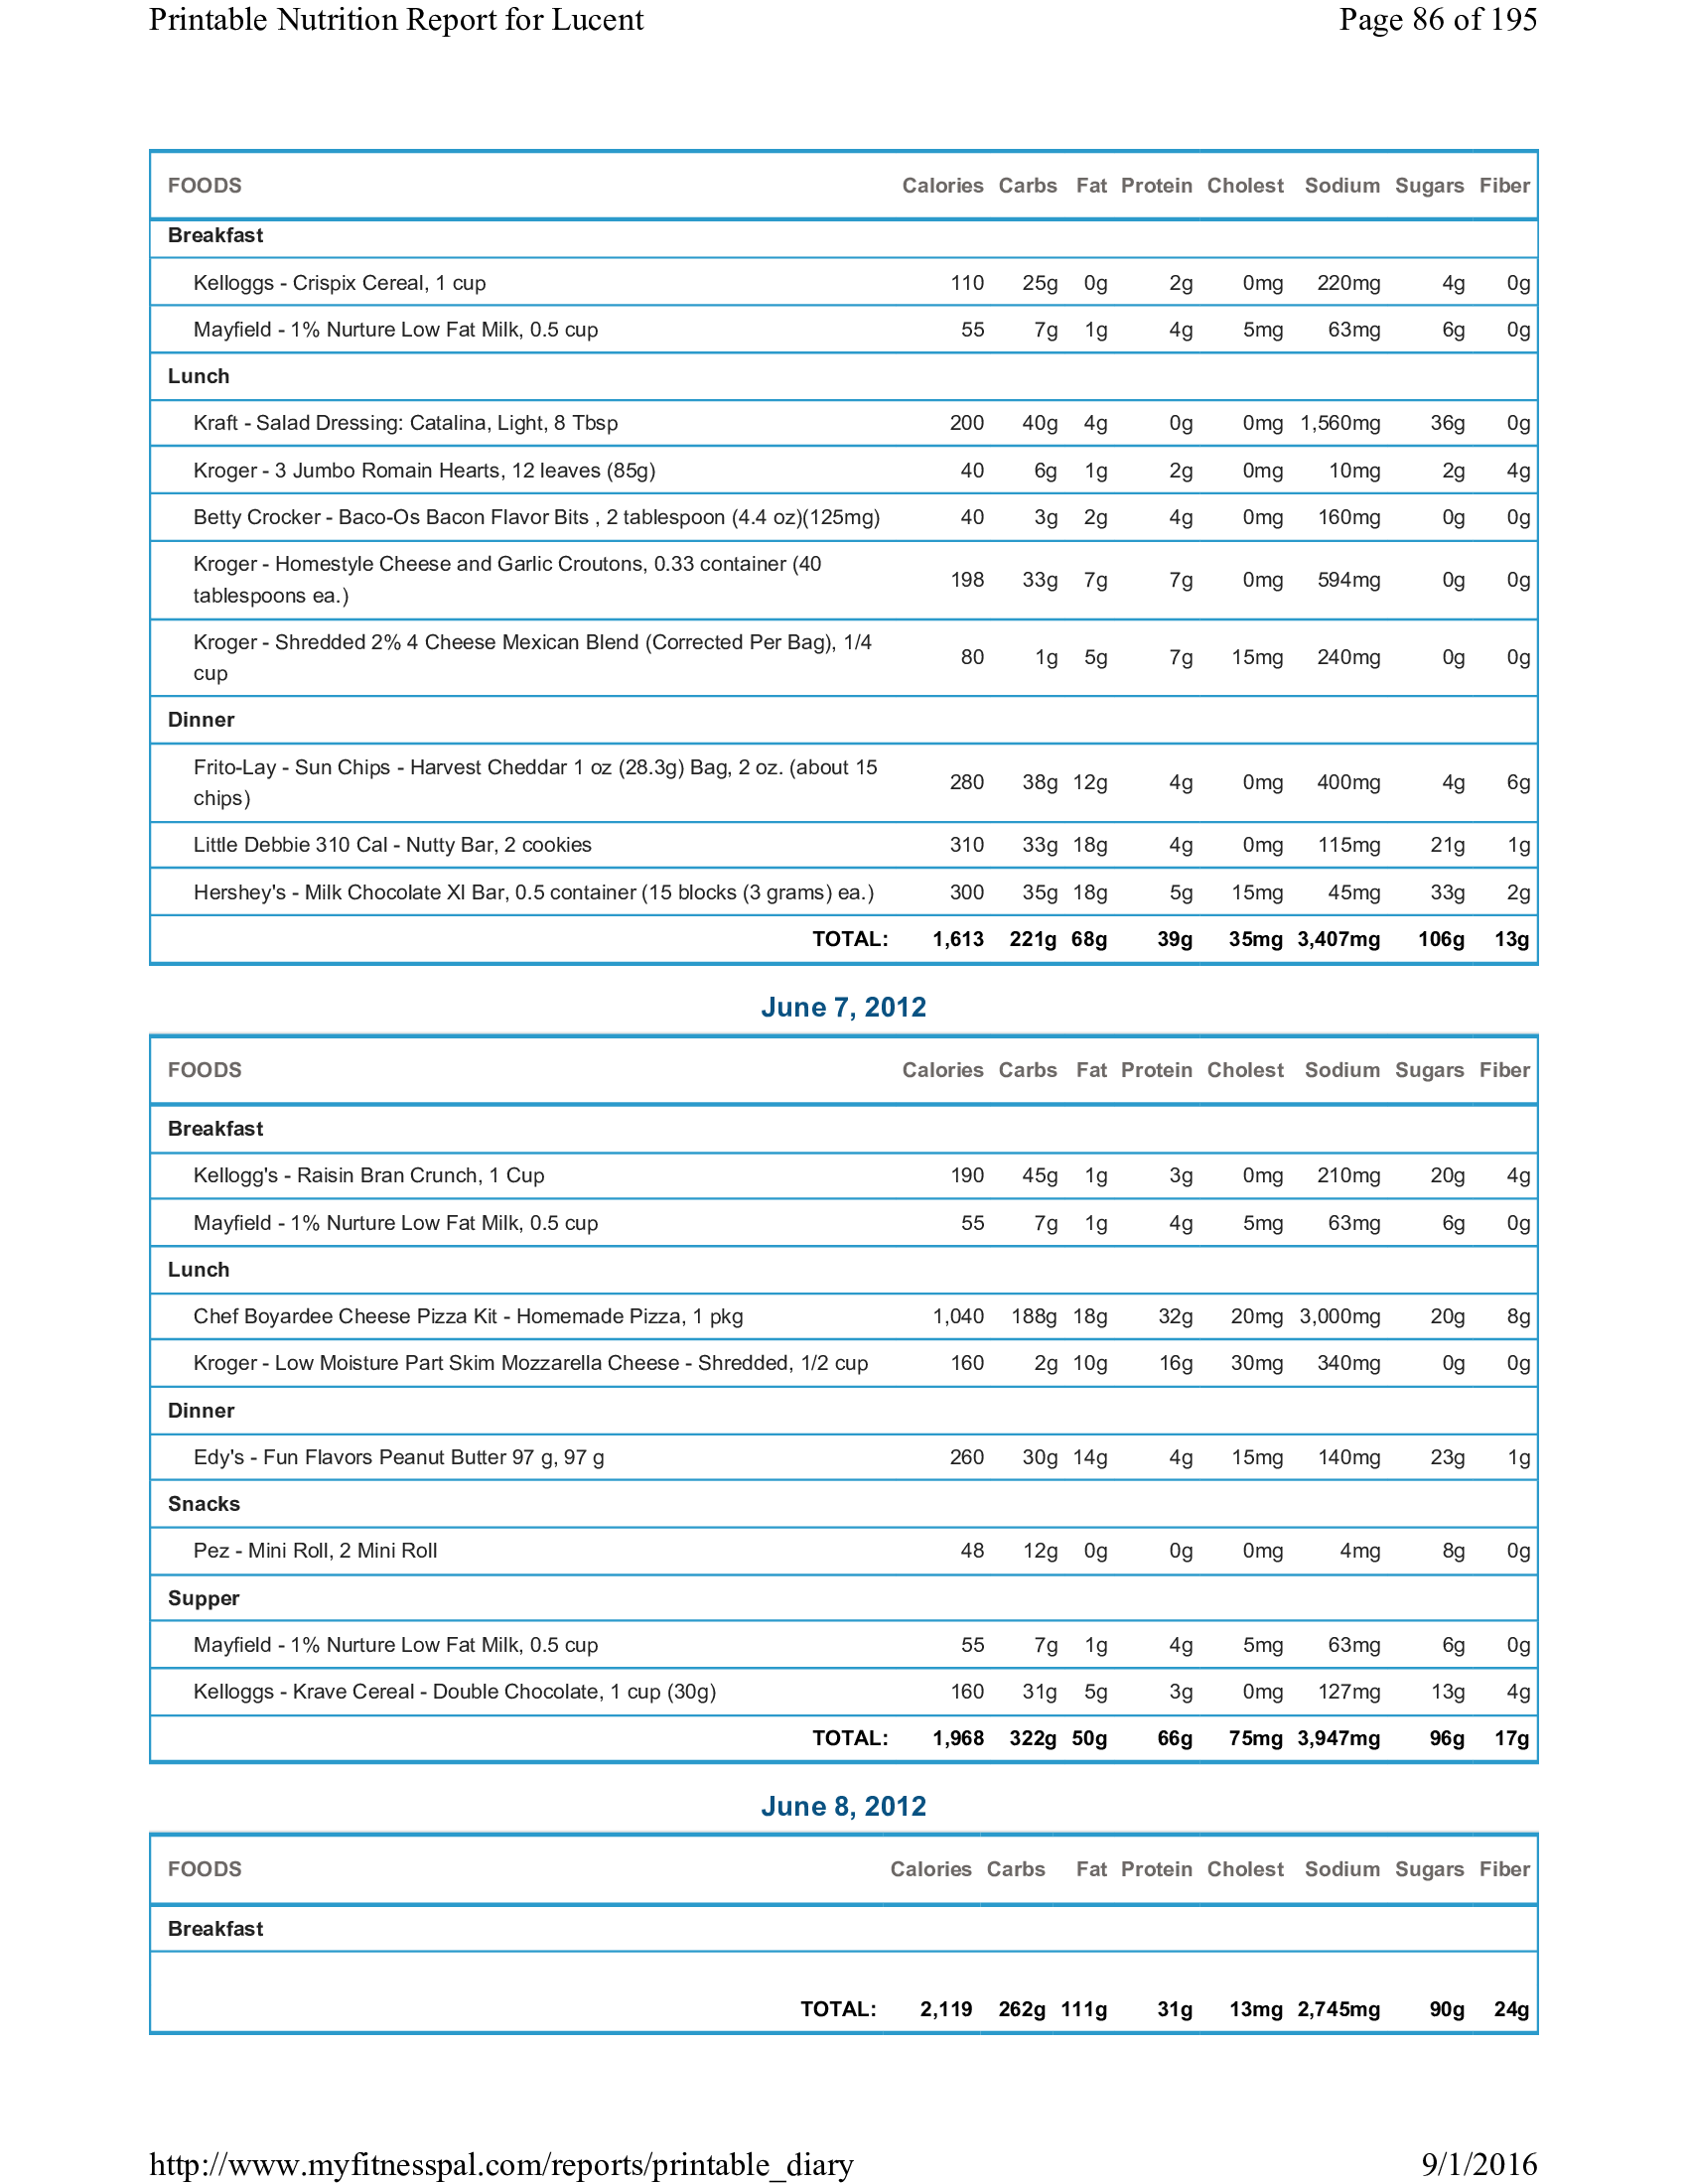 Printable Nutrition Report for Lucent Page 86 of 195
FOODS Calories Carbs Fat Protein Cholest Sodium Sugars Fiber
Breakfast
Kelloggs - Crispix Cereal, 1 cup 110 25g 0g 2g 0mg 220mg 4g 0g
Mayfield - 1% Nurture Low Fat Milk, 0.5 cup 55 7g 1g 4g 5mg 63mg 6g 0g
Lunch
Kraft - Salad Dressing: Catalina, Light, 8 Tbsp 200 40g 4g 0g 0mg 1,560mg 36g 0g
Kroger - 3 Jumbo Romain Hearts, 12 leaves (85g) 40 6g 1g 2g 0mg 10mg 2g 4g
Betty Crocker - Baco-Os Bacon Flavor Bits , 2 tablespoon (4.4 oz)(125mg) 40 3g 2g 4g 0mg 160mg 0g 0g
Kroger - Homestyle Cheese and Garlic Croutons, 0.33 container (40
tablespoons ea.) 198 33g 7g 7g 0mg 594mg 0g 0g
Kroger - Shredded 2% 4 Cheese Mexican Blend (Corrected Per Bag), 1/4
cup 80 1g 5g 7g 15mg 240mg 0g 0g
Dinner
Frito-Lay - Sun Chips - Harvest Cheddar 1 oz (28.3g) Bag, 2 oz. (about 15
chips) 280 38g 12g 4g 0mg 400mg 4g 6g
Little Debbie 310 Cal - Nutty Bar, 2 cookies 310 33g 18g 4g 0mg 115mg 21g 1g
Hershey's - Milk Chocolate Xl Bar, 0.5 container (15 blocks (3 grams) ea.) 300 35g 18g 5g 15mg 45mg 33g 2g
TOTAL: 1,613 221g 68g 39g 35mg 3,407mg 106g 13g
June 7, 2012
FOODS Calories Carbs Fat Protein Cholest Sodium Sugars Fiber
Breakfast
Kellogg's - Raisin Bran Crunch, 1 Cup 190 45g 1g 3g 0mg 210mg 20g 4g
Mayfield - 1% Nurture Low Fat Milk, 0.5 cup 55 7g 1g 4g 5mg 63mg 6g 0g
Lunch
Chef Boyardee Cheese Pizza Kit - Homemade Pizza, 1 pkg 1,040 188g 18g 32g 20mg 3,000mg 20g 8g
Kroger - Low Moisture Part Skim Mozzarella Cheese - Shredded, 1/2 cup 160 2g 10g 16g 30mg 340mg 0g 0g
Dinner
Edy's - Fun Flavors Peanut Butter 97 g, 97 g 260 30g 14g 4g 15mg 140mg 23g 1g
Snacks
Pez - Mini Roll, 2 Mini Roll 48 12g 0g 0g 0mg 4mg 8g 0g
Supper
Mayfield - 1% Nurture Low Fat Milk, 0.5 cup 55 7g 1g 4g 5mg 63mg 6g 0g
Kelloggs - Krave Cereal - Double Chocolate, 1 cup (30g) 160 31g 5g 3g 0mg 127mg 13g 4g
TOTAL: 1,968 322g 50g 66g 75mg 3,947mg 96g 17g
June 8, 2012
FOODS Calories Carbs Fat Protein Cholest Sodium Sugars Fiber
Breakfast
TOTAL: 2,119 262g 111g 31g 13mg 2,745mg 90g 24g
http://www.myfitnesspal.com/reports/printable_diary 9/1/2016